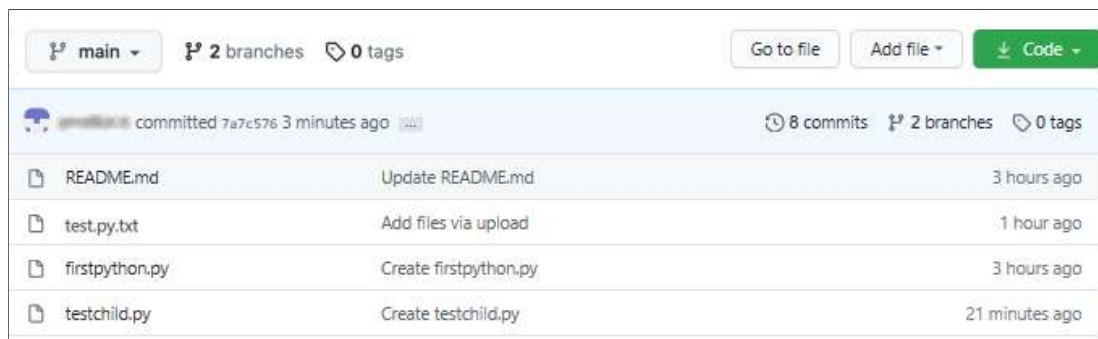 main 2 branches 0 tags Go to file Add file Code
committed 7a7c576 3 minutes ago ... 8 commits 2 branches 0 tags
README.md Update README.md 3 hours ago
test.py.txt Add files via upload 1 hour ago
firstpython.py Create firstpython.py 3 hours ago
testchild.py Create testchild.py 21 minutes ago